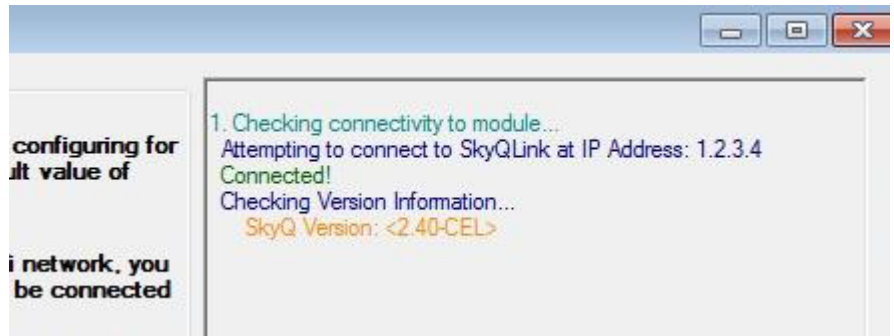 configuring for
ult value of
i network, you
be connected
1. Checking connectivity to module...
Attempting to connect to SkyQLink at IP Address: 1.2.3.4
Connected!
Checking Version Information...
SkyQ Version: <2.40-CEL>